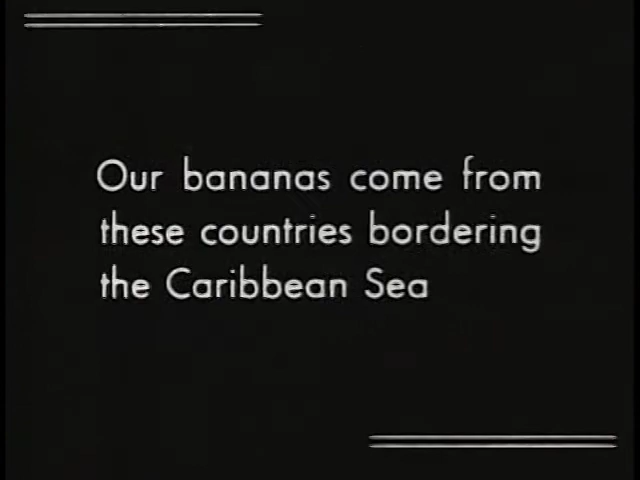 Our bananas come from
these countries bordering
the Caribbean Sea